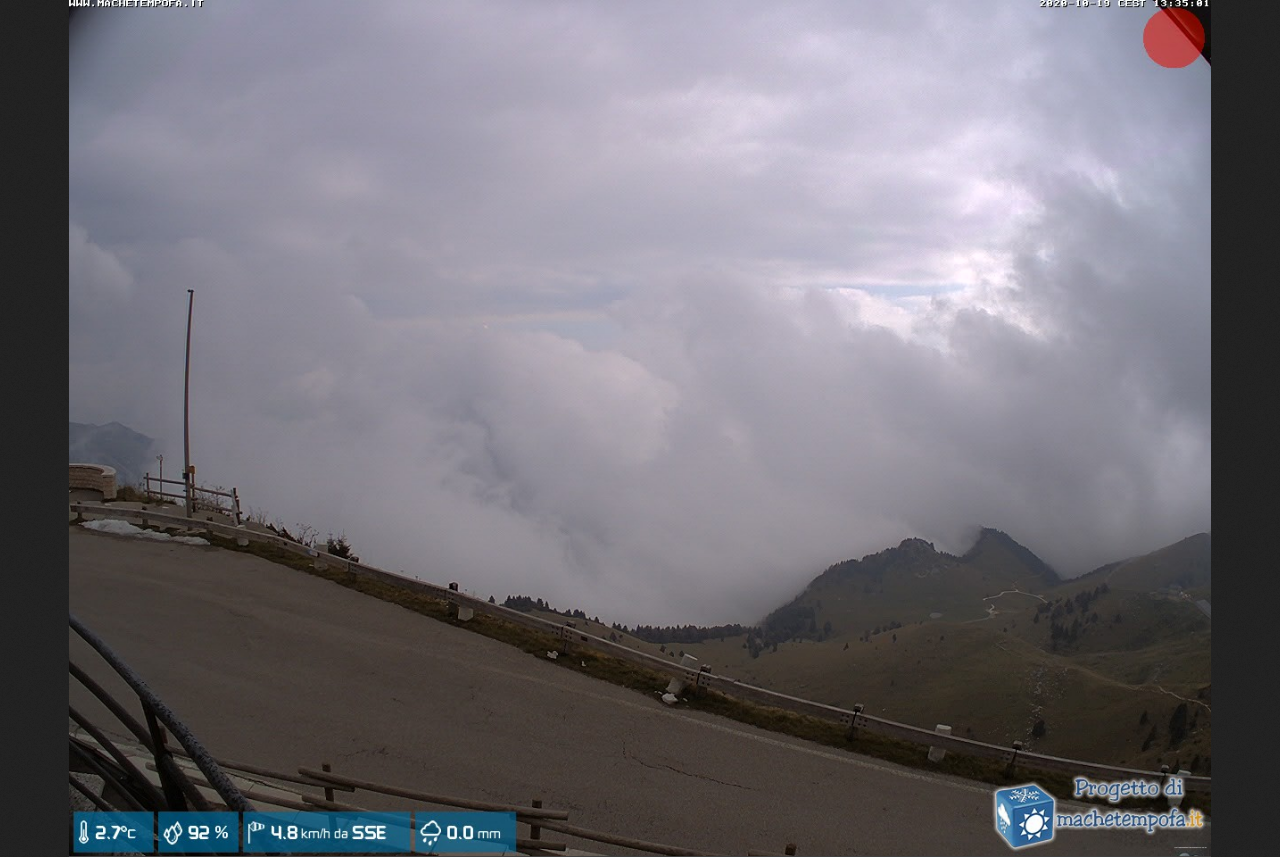 WWW.MACHETEMPOFA.IT
2020-10-19 CEST 13:35:01
2.7°C
92 %
4.8 km/h da SSE
0.0 mm
Progetto di
machetempofa.it